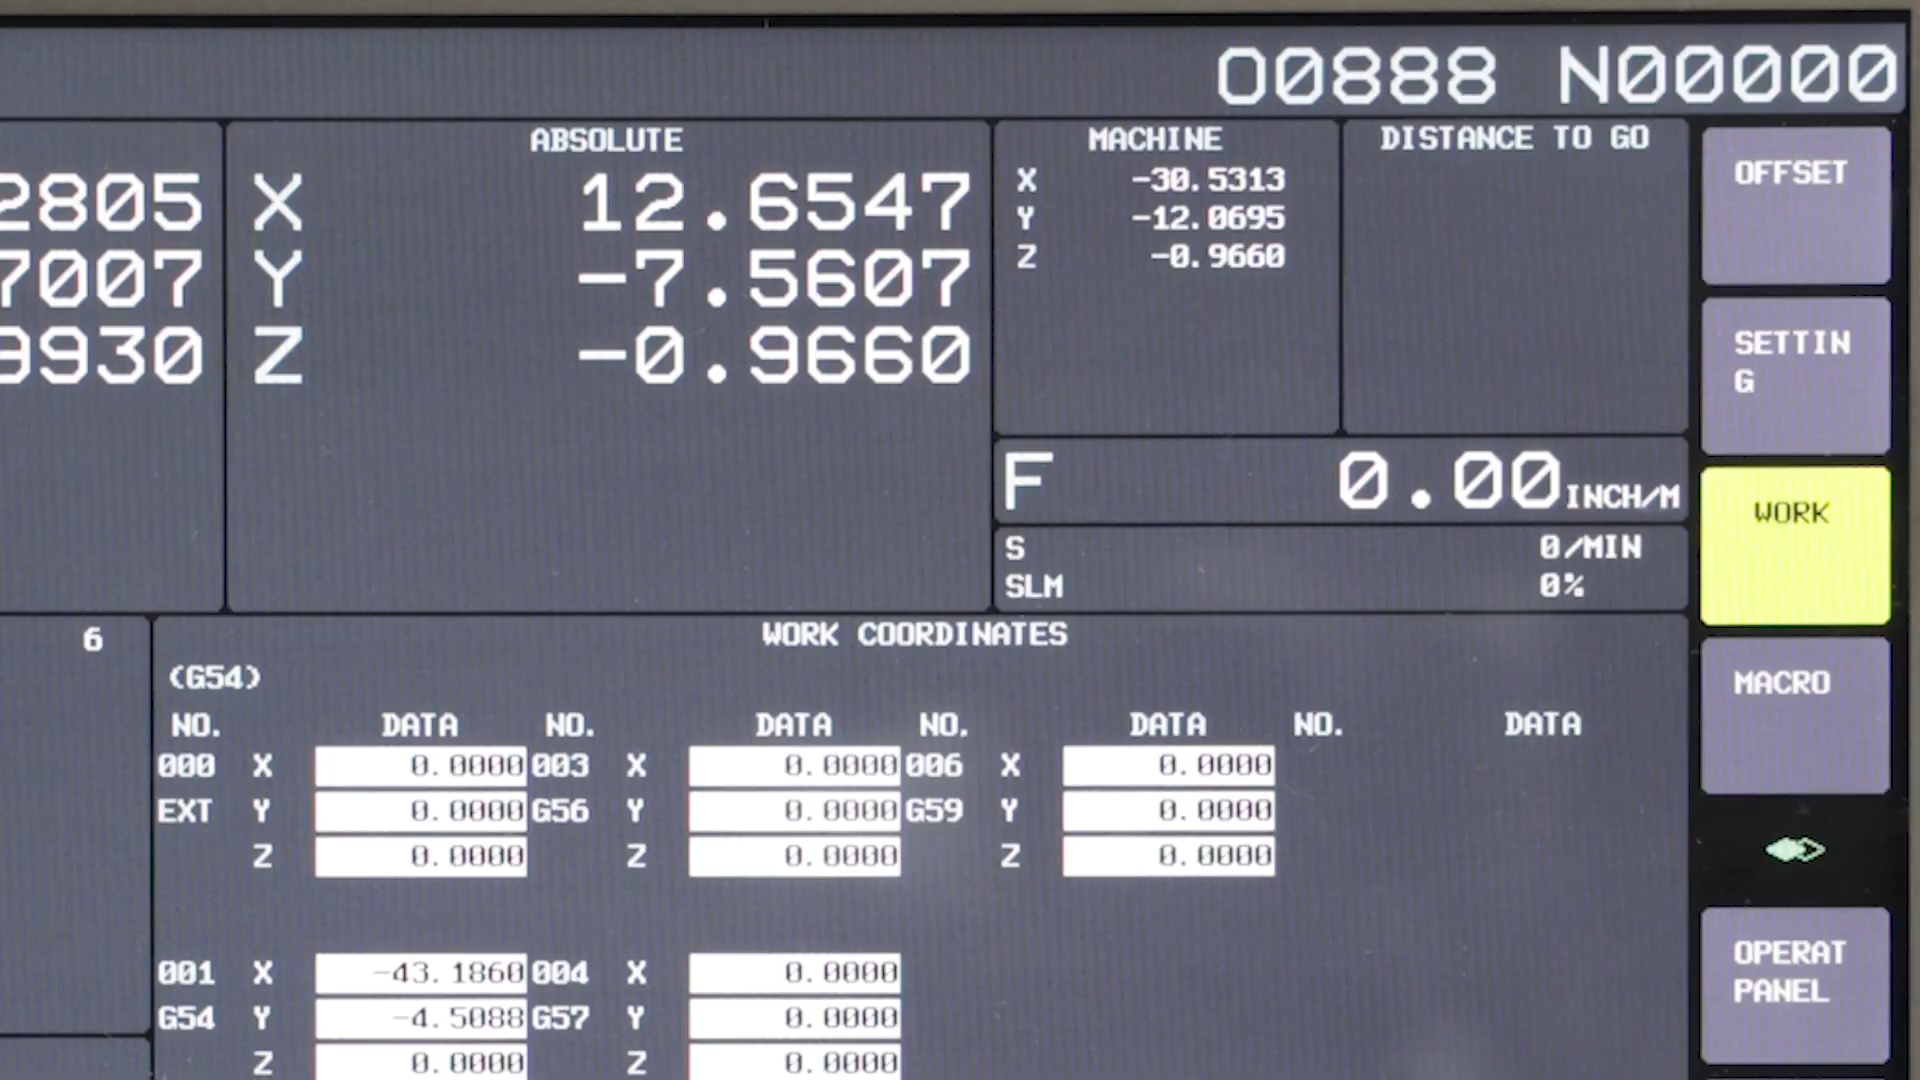 O0888 N00000
ABSOLUTE
MACHINE
DISTANCE TO GO
2805
7007
9930
X 12.6547
Y -7.5607
Z -0.9660
X -30.5313
Y -12.0695
Z -0.9660
F 0.00 INCH/M
S 0/MIN
SLM 0%
OFFSET
SETTIN
G
WORK
MACRO
OPERAT
PANEL
6
WORK COORDINATES
(G54)
NO. DATA NO. DATA NO. DATA NO. DATA
000 X 0.0000 003 X 0.0000 006 X 0.0000
EXT Y 0.0000 G56 Y 0.0000 G59 Y 0.0000
Z 0.0000 Z 0.0000 Z 0.0000
001 X -43.1860 004 X 0.0000
G54 Y -4.5088 G57 Y 0.0000
Z 0.0000 Z 0.0000